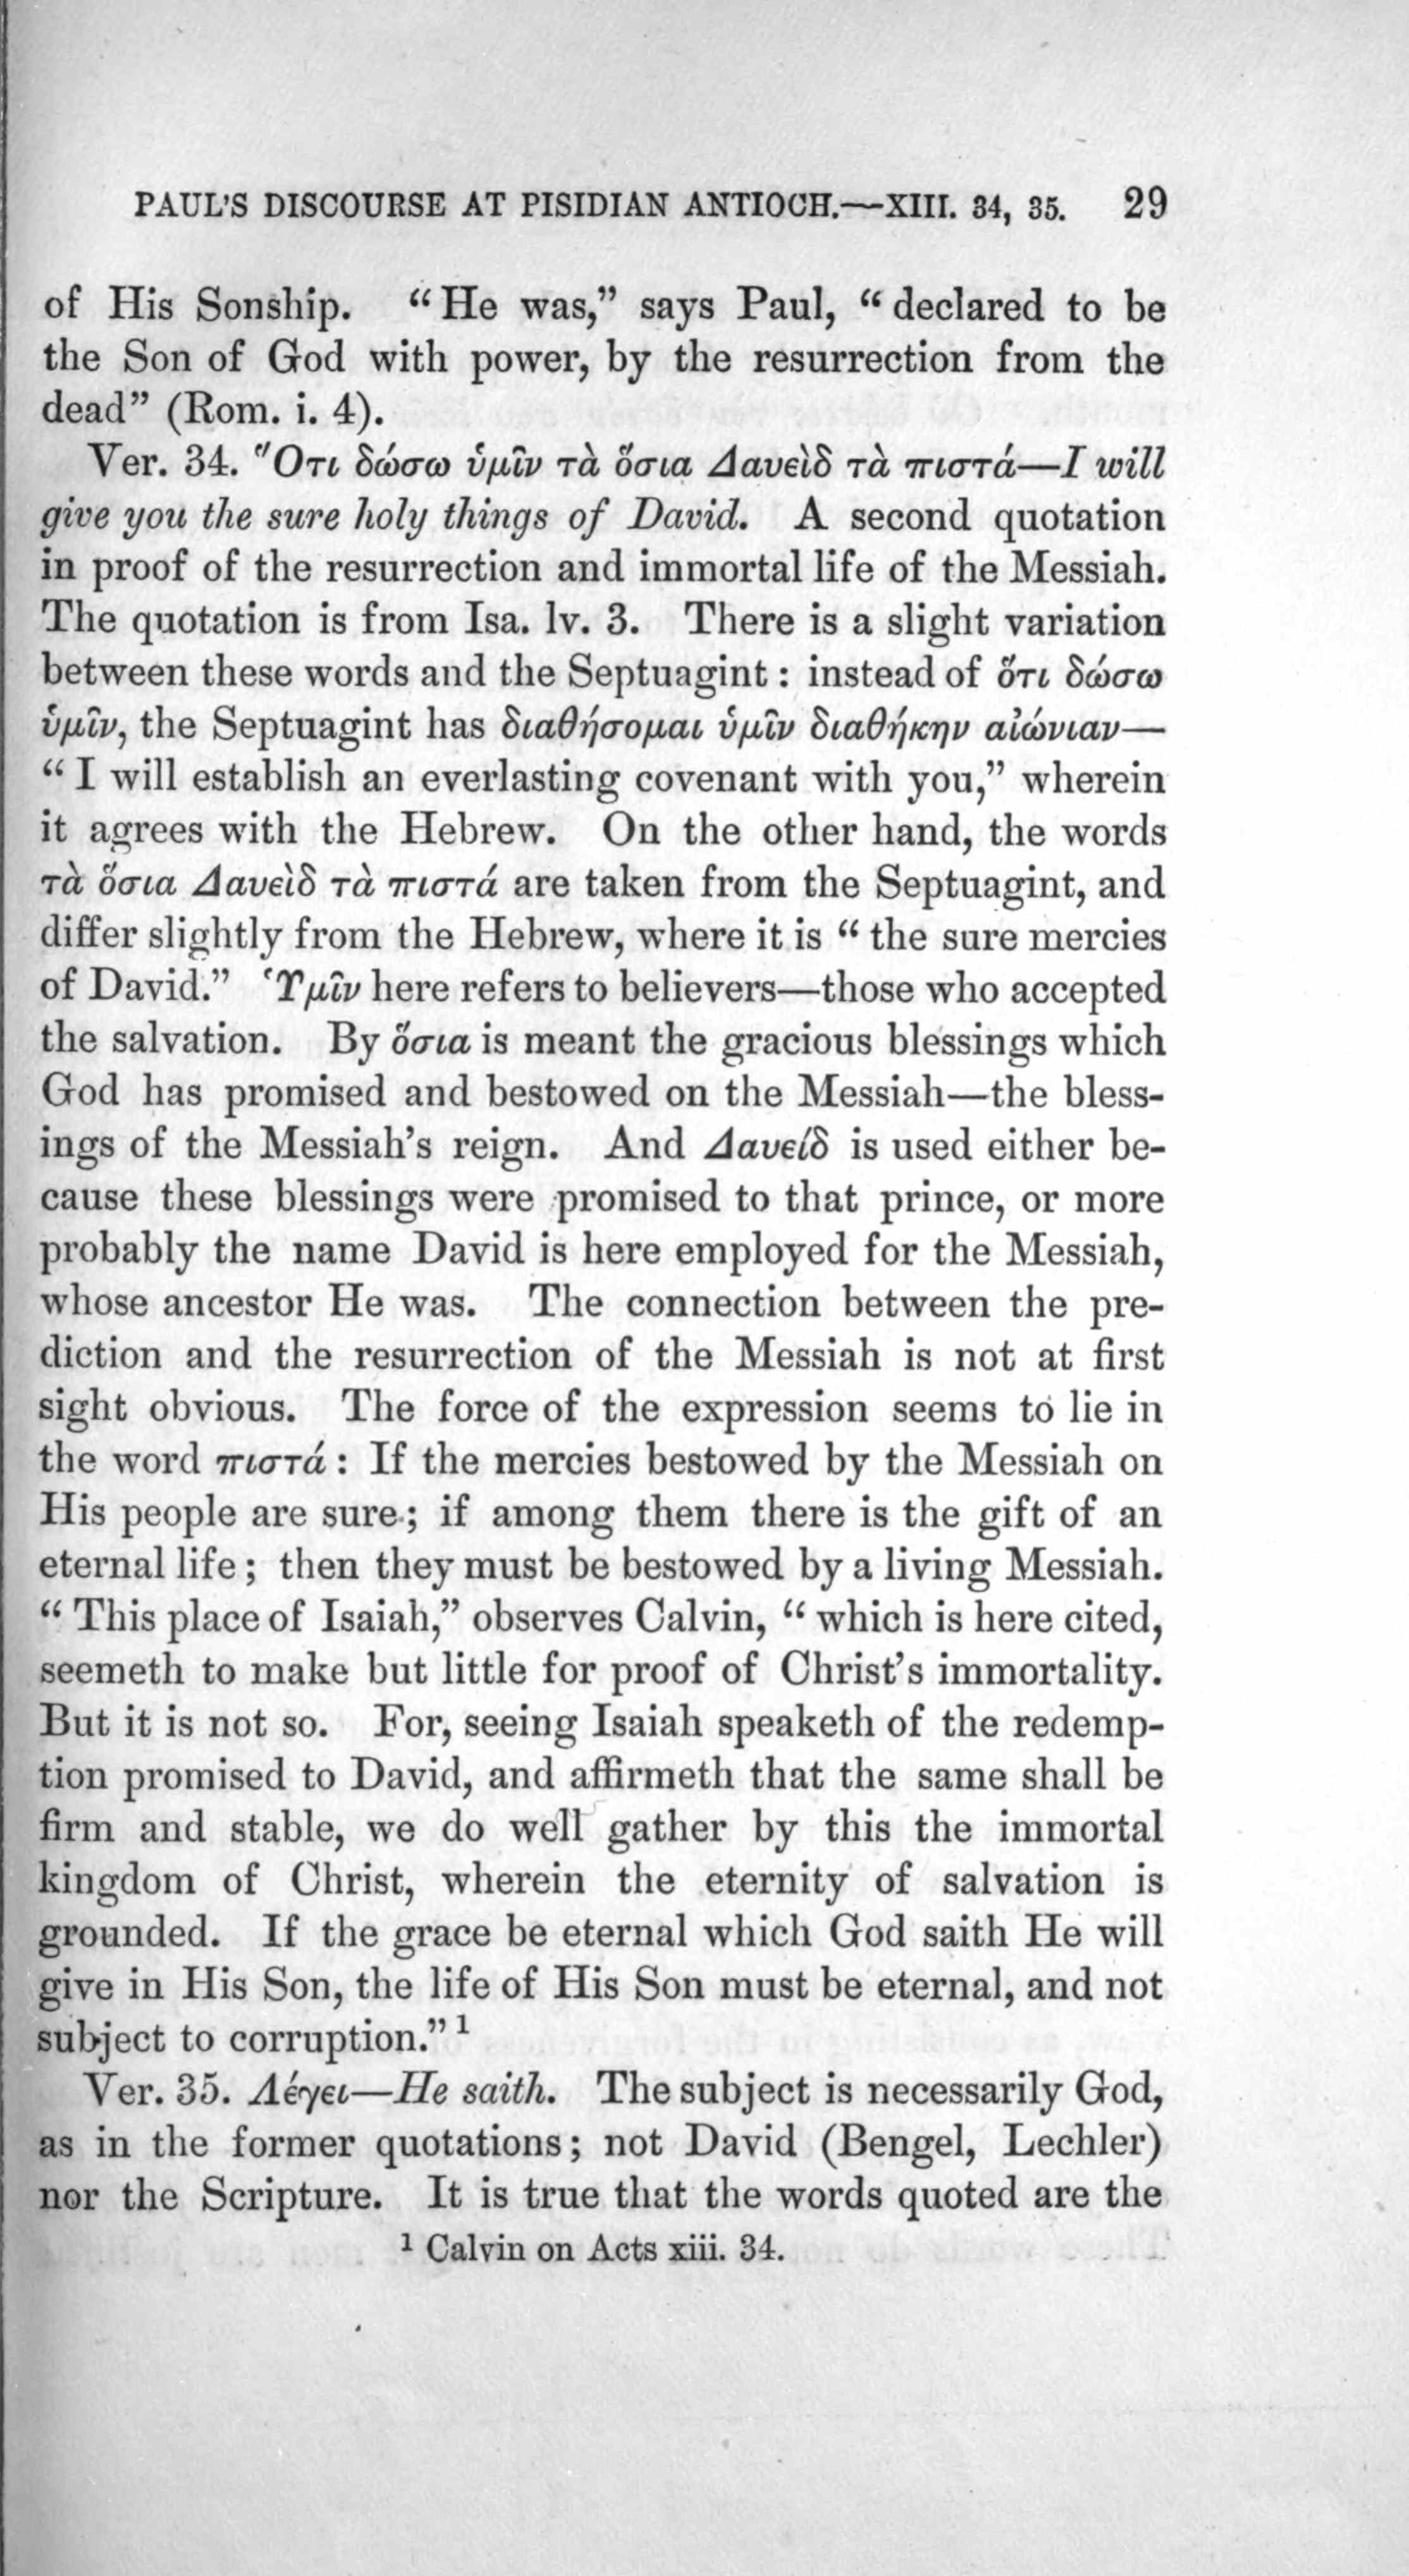 PAUL'S DISCOURSE AT PISIDIAN ANTIOCH.—XIII. 34, 35. 29
of His Sonship. “He was,” says Paul, “declared to be
the Son of God with power, by the resurrection from the
dead” (Rom. i. 4).
Ver. 34. Ὅτι δώσω ὑμῖν τὰ ὅσια Δαυεὶδ τὰ πιστά—I will
give you the sure holy things of David. A second quotation
in proof of the resurrection and immortal life of the Messiah.
The quotation is from Isa. lv. 3. There is a slight variation
between these words and the Septuagint: instead of ὅτι δώσω
ὑμῖν, the Septuagint has διαθήσομαι ὑμῖν διαθήκην αἰώνιαν—
“I will establish an everlasting covenant with you,” wherein
it agrees with the Hebrew. On the other hand, the words
τὰ ὅσια Δαυεὶδ τὰ πιστά are taken from the Septuagint, and
differ slightly from the Hebrew, where it is “the sure mercies
of David.” Ὑμῖν here refers to believers—those who accepted
the salvation. By ὅσια is meant the gracious blessings which
God has promised and bestowed on the Messiah—the bless-
ings of the Messiah's reign. And Δαυείδ is used either be-
cause these blessings were promised to that prince, or more
probably the name David is here employed for the Messiah,
whose ancestor He was. The connection between the pre-
diction and the resurrection of the Messiah is not at first
sight obvious. The force of the expression seems to lie in
the word πιστά: If the mercies bestowed by the Messiah on
His people are sure; if among them there is the gift of an
eternal life; then they must be bestowed by a living Messiah.
“This place of Isaiah,” observes Calvin, “which is here cited,
seemeth to make but little for proof of Christ's immortality.
But it is not so. For, seeing Isaiah speaketh of the redemp-
tion promised to David, and affirmeth that the same shall be
firm and stable, we do well gather by this the immortal
kingdom of Christ, wherein the eternity of salvation is
grounded. If the grace be eternal which God saith He will
give in His Son, the life of His Son must be eternal, and not
subject to corruption.” 1
Ver. 35. Λέγει—He saith. The subject is necessarily God,
as in the former quotations; not David (Bengel, Lechler)
nor the Scripture. It is true that the words quoted are the
1 Calvin on Acts xiii. 34.